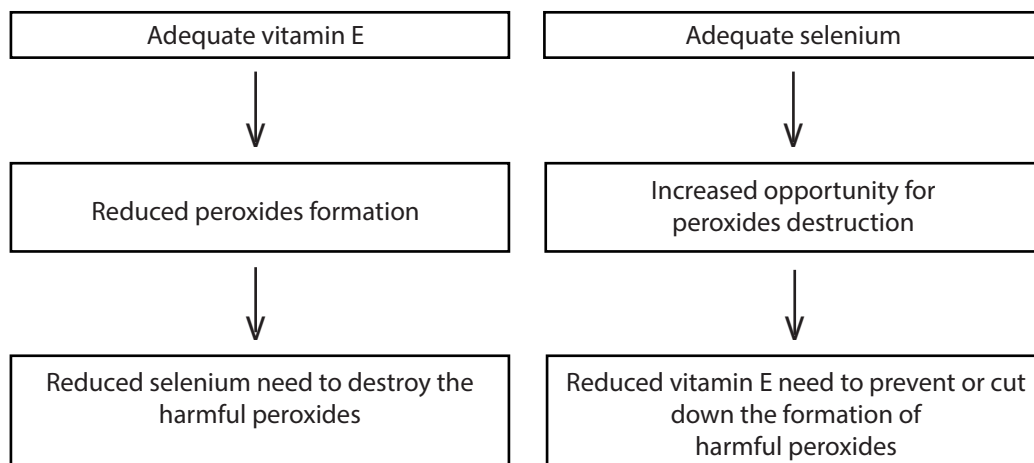 Adequate vitamin E
Reduced peroxides formation
Reduced selenium need to destroy the
harmful peroxides
Adequate selenium
Increased opportunity for
peroxides destruction
Reduced vitamin E need to prevent or cut
down the formation of
harmful peroxides